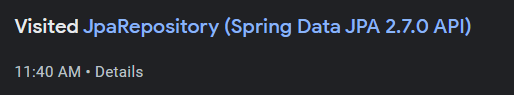 Visited JpaRepository (Spring Data JPA 2.7.0 API)
11:40 AM • Details